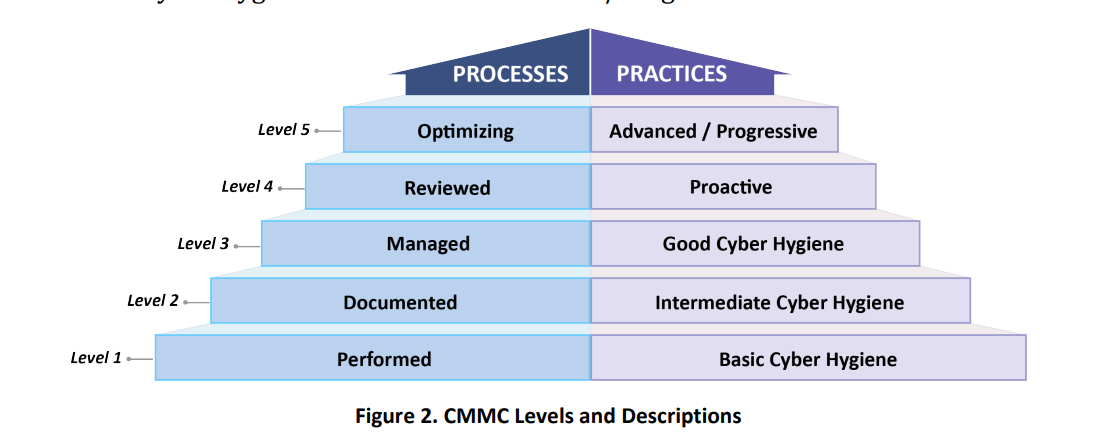 PROCESSES PRACTICES
Level 5 Optimizing Advanced / Progressive
Level 4 Reviewed Proactive
Level 3 Managed Good Cyber Hygiene
Level 2 Documented Intermediate Cyber Hygiene
Level 1 Performed Basic Cyber Hygiene
Figure 2. CMMC Levels and Descriptions